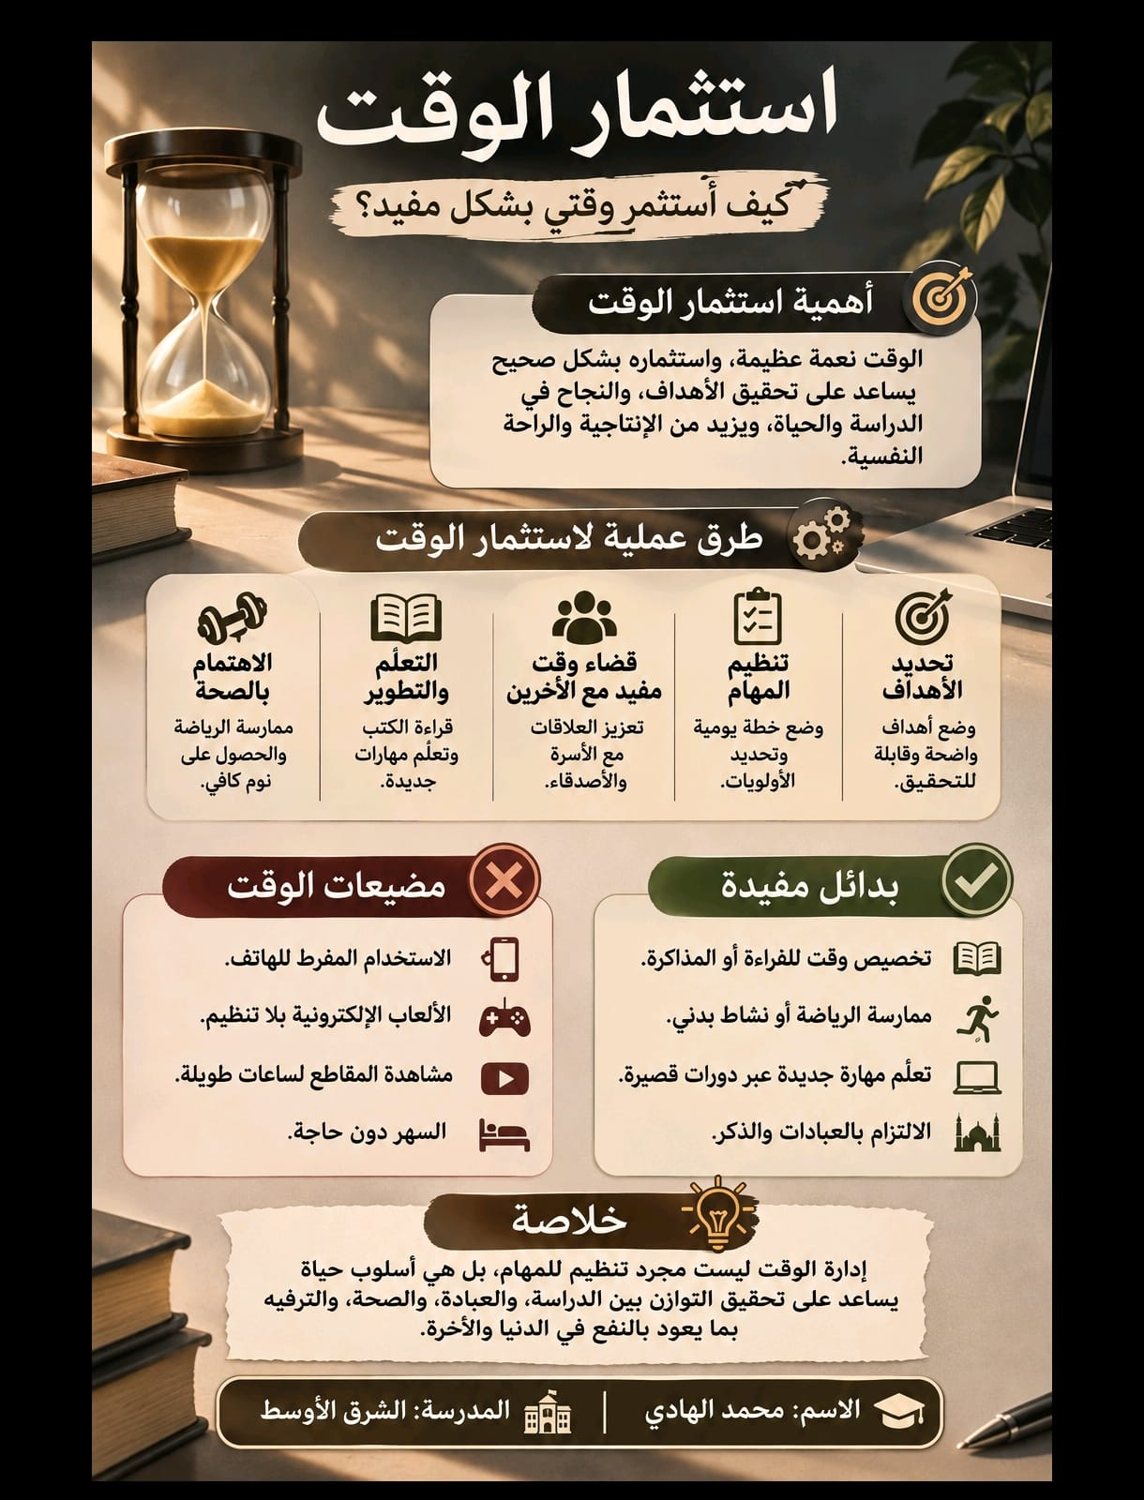 استثمار الوقت
كيف أستثمر وقتي بشكل مفيد؟
أهمية استثمار الوقت
الوقت نعمة عظيمة، واستثماره بشكل صحيح
يساعد على تحقيق الأهداف، والنجاح في
الدراسة والحياة، ويزيد من الإنتاجية والراحة
النفسية.
طرق عملية لاستثمار الوقت
تحديد
الأهداف
وضع أهداف
واضحة وقابلة
للتحقيق.
تنظيم
المهام
وضع خطة يومية
وتحديد
الأولويات.
قضاء وقت
مفيد مع الأخرين
تعزيز العلاقات
مع الأسرة
والأصدقاء.
التعلّم
والتطوير
قراءة الكتب
وتعلّم مهارات
جديدة.
الاهتمام
بالصحة
ممارسة الرياضة
والحصول على
نوم كافي.
بدائل مفيدة
تخصيص وقت للفراءة أو المذاكرة.
ممارسة الرياضة أو نشاط بدني.
تعلّم مهارة جديدة عبر دورات قصيرة.
الالتزام بالعبادات والذكر.
مضيعات الوقت
الاستخدام المفرط للهاتف.
الألعاب الإلكترونية بلا تنظيم.
مشاهدة المقاطع لساعات طويلة.
السهر دون حاجة.
خلاصة
إدارة الوقت ليست مجرد تنظيم للمهام، بل هي أسلوب حياة
يساعد على تحقيق التوازن بين الدراسة، والعبادة، والصحة، والترفيه
بما يعود بالنفع في الدنيا والأخرة.
الاسم: محمد الهادي | المدرسة: الشرق الأوسط